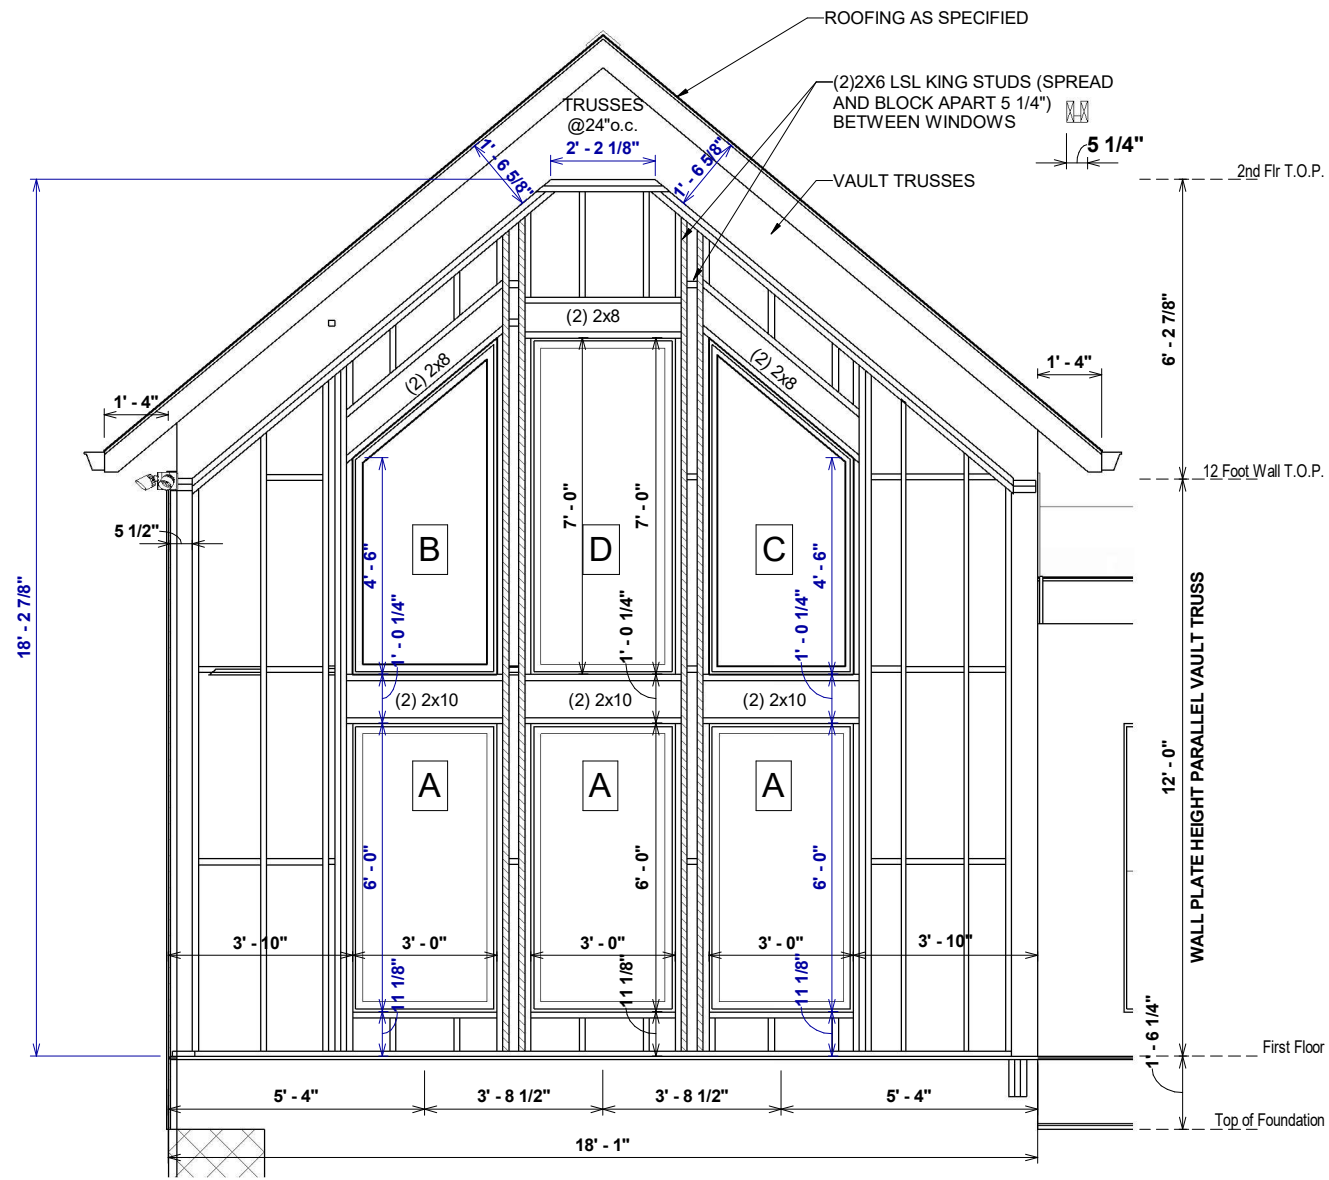 ROOFING AS SPECIFIED
(2)2X6 LSL KING STUDS (SPREAD
AND BLOCK APART 5 1/4")
BETWEEN WINDOWS
5 1/4"
TRUSSES
@24"o.c.
2' - 2 1/8"
1' - 6 5/8"
1' - 6 5/8"
VAULT TRUSSES
2nd Flr T.O.P.
6' - 2 7/8"
(2) 2x8
(2) 2x8
(2) 2x8
1' - 4"
1' - 4"
12 Foot Wall T.O.P.
5 1/2"
18' - 2 7/8"
B
D
C
4' - 6"
7' - 0"
7' - 0"
4' - 6"
1' - 0 1/4"
1' - 0 1/4"
1' - 0 1/4"
(2) 2x10
(2) 2x10
(2) 2x10
12' - 0"
WALL PLATE HEIGHT PARALLEL VAULT TRUSS
A
A
A
6' - 0"
6' - 0"
6' - 0"
3' - 10"
3' - 0"
3' - 0"
3' - 0"
3' - 10"
11 1/8"
11 1/8"
11 1/8"
First Floor
1' - 6 1/4"
5' - 4"
3' - 8 1/2"
3' - 8 1/2"
5' - 4"
Top of Foundation
18' - 1"